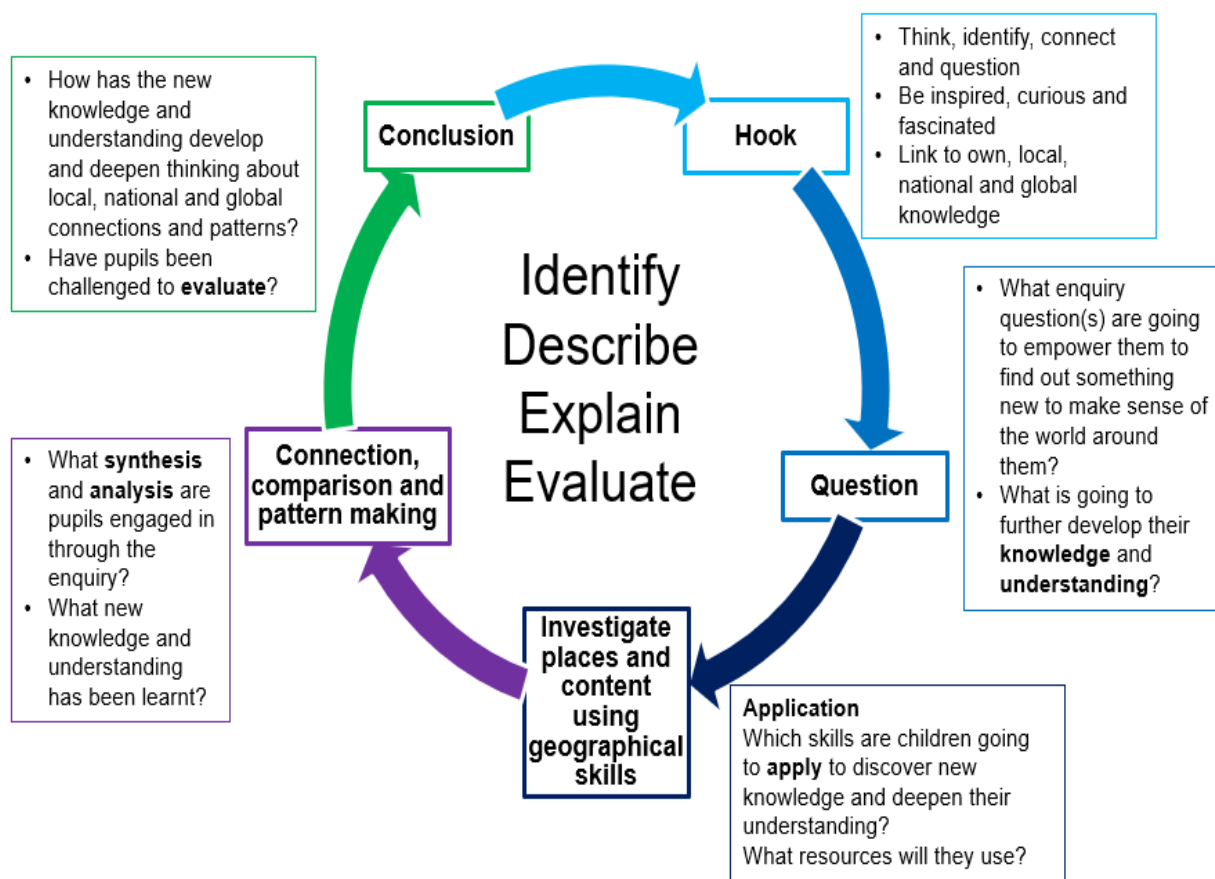 Hook
• Think, identify, connect
and question
• Be inspired, curious and
fascinated
• Link to own, local,
national and global
knowledge
Question
• What enquiry
question(s) are going
to empower them to
find out something
new to make sense of
the world around
them?
• What is going to
further develop their
knowledge and
understanding?
Investigate
places and
content
using
geographical
skills
Application
Which skills are children going
to apply to discover new
knowledge and deepen their
understanding?
What resources will they use?
Connection,
comparison and
pattern making
• What synthesis
and analysis are
pupils engaged in
through the
enquiry?
• What new
knowledge and
understanding
has been learnt?
Conclusion
• How has the new
knowledge and
understanding develop
and deepen thinking about
local, national and global
connections and patterns?
• Have pupils been
challenged to evaluate?
Identify
Describe
Explain
Evaluate